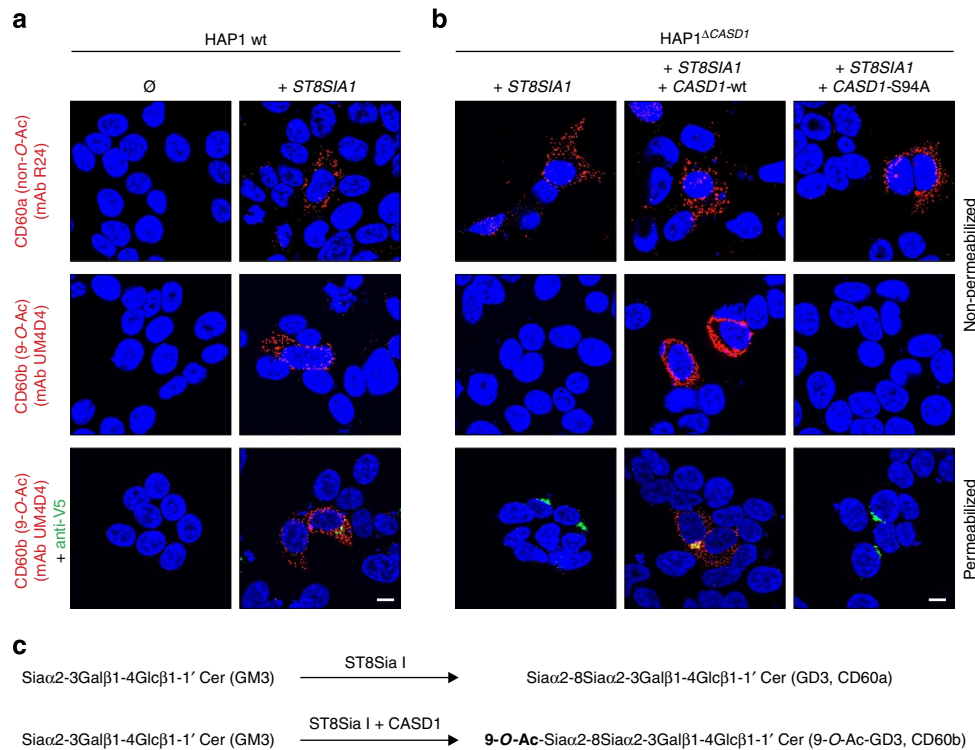 a
HAP1 wt
Ø
+ ST8SIA1
b
HAP1ΔCASD1
+ ST8SIA1
+ ST8SIA1
+ CASD1-wt
+ ST8SIA1
+ CASD1-S94A
CD60a (non-O-Ac)
(mAb R24)
CD60b (9-O-Ac)
(mAb UM4D4)
CD60b (9-O-Ac)
(mAb UM4D4)
+ anti-V5
Non-permeabilized
Permeabilized
c
Siaα2-3Galβ1-4Glcβ1-1′ Cer (GM3)
ST8Sia I
Siaα2-8Siaα2-3Galβ1-4Glcβ1-1′ Cer (GD3, CD60a)
Siaα2-3Galβ1-4Glcβ1-1′ Cer (GM3)
ST8Sia I + CASD1
9-O-Ac-Siaα2-8Siaα2-3Galβ1-4Glcβ1-1′ Cer (9-O-Ac-GD3, CD60b)